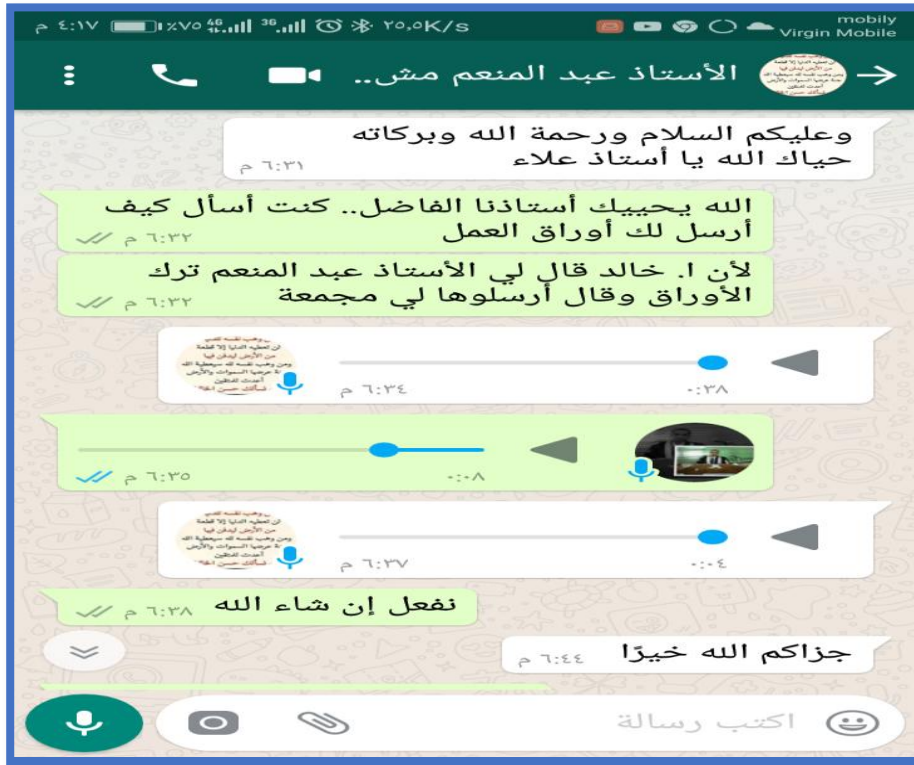 mobily
Virgin Mobile
٢٥,٥K/s
3G
4G
%٧٥
٤:١٧ م
الأستاذ عبد المنعم مش..
وعليكم السلام ورحمة الله وبركاته
حياك الله يا أستاذ علاء
٦:٣١ م
الله يحييك أستاذنا الفاضل.. كنت أسأل كيف
أرسل لك أوراق العمل
٦:٣٢ م
لأن ا. خالد قال لي الأستاذ عبد المنعم ترك
الأوراق وقال أرسلوها لي مجمعة
٦:٣٢ م
٠:٣٨
٦:٣٤ م
٠:٠٨
٦:٣٥ م
٠:٠٤
٦:٣٧ م
نفعل إن شاء الله
٦:٣٨ م
جزاكم الله خيرًا
٦:٤٤ م
اكتب رسالة